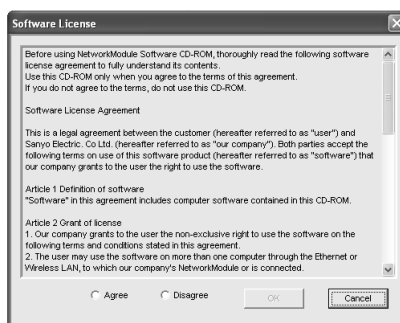 Software License
Before using NetworkModule Software CD-ROM, thoroughly read the following software
license agreement to fully understand its contents.
Use this CD-ROM only when you agree to the terms of this agreement.
If you do not agree to the terms, do not use this CD-ROM.
Software License Agreement
This is a legal agreement between the customer (hereafter referred to as "user") and
Sanyo Electric. Co Ltd. (hereafter referred to as "our company"). Both parties accept the
following terms on use of this software product (hereafter referred to as "software") that
our company grants to the user the right to use the software.
Article 1 Definition of software
"Software" in this agreement includes computer software contained in this CD-ROM.
Article 2 Grant of license
1. Our company grants to the user the non-exclusive right to use the software on the
following terms and conditions stated in this agreement.
2. The user may use the software on more than one computer through the Ethernet or
Wireless LAN, to which our company's NetworkModule or is connected.
Agree Disagree OK Cancel